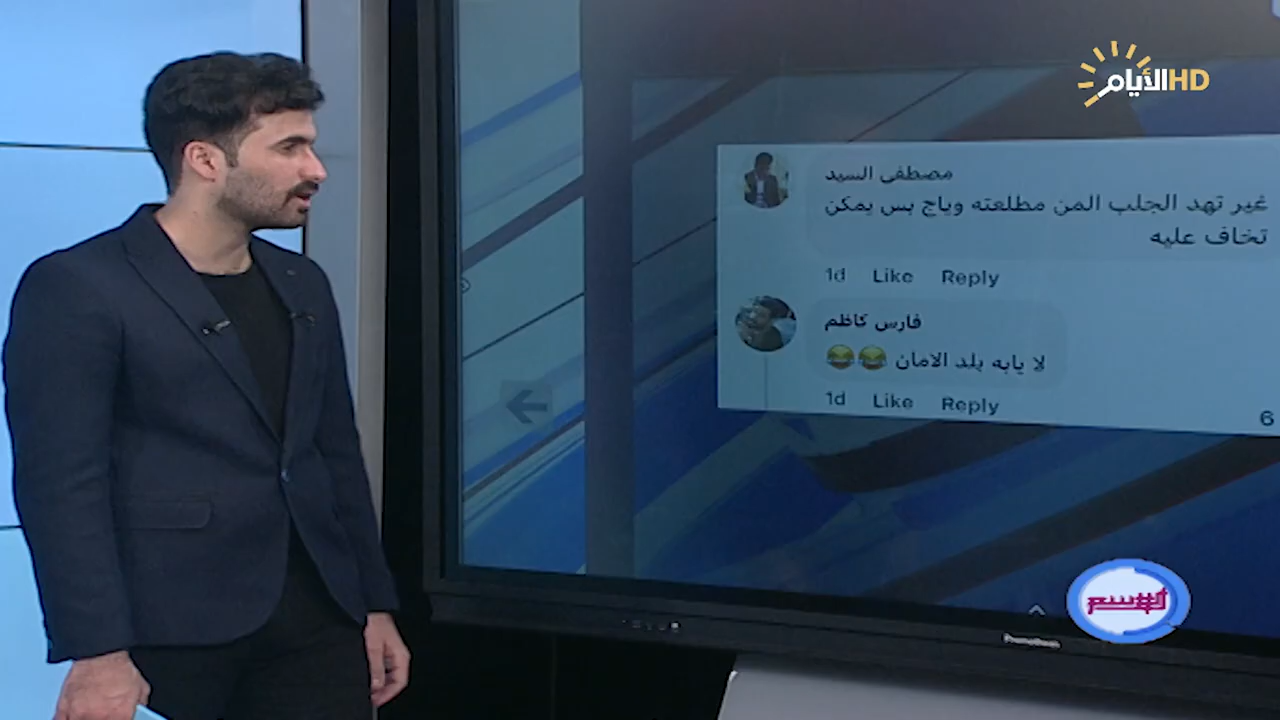 الأيام HD
مصطفى السيد
غير تهد الجلب المن مطلعته وياج بس يمكن
تخاف عليه
1d Like Reply
فارس كاظم
لا يابه بلد الامان 😂😂
1d Like Reply
6
Promethean